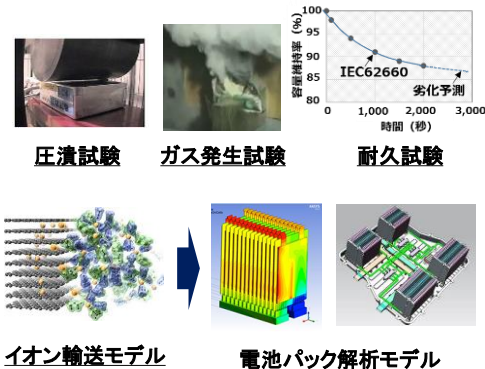 容量維持率 (%)
100
95
90
85
80
IEC62660
劣化予測
0
1,000
2,000
3,000
時間 (秒)
圧潰試験
ガス発生試験
耐久試験
イオン輸送モデル
電池パック解析モデル